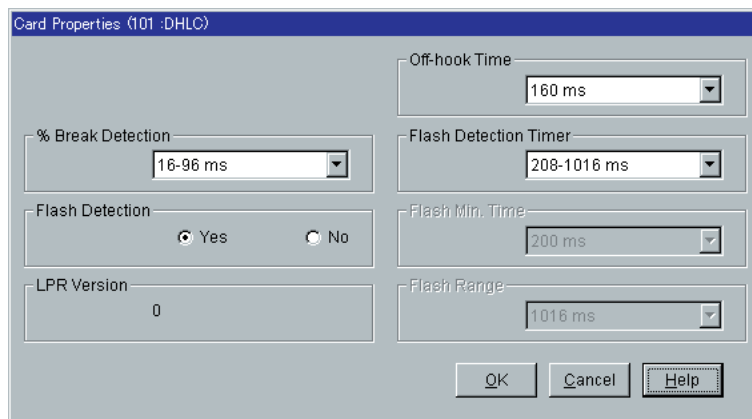 Card Properties (101 :DHLC)
Off-hook Time
160 ms
% Break Detection
16-96 ms
Flash Detection Timer
208-1016 ms
Flash Detection
Yes No
Flash Min. Time
200 ms
LPR Version
0
Flash Range
1016 ms
OK Cancel Help